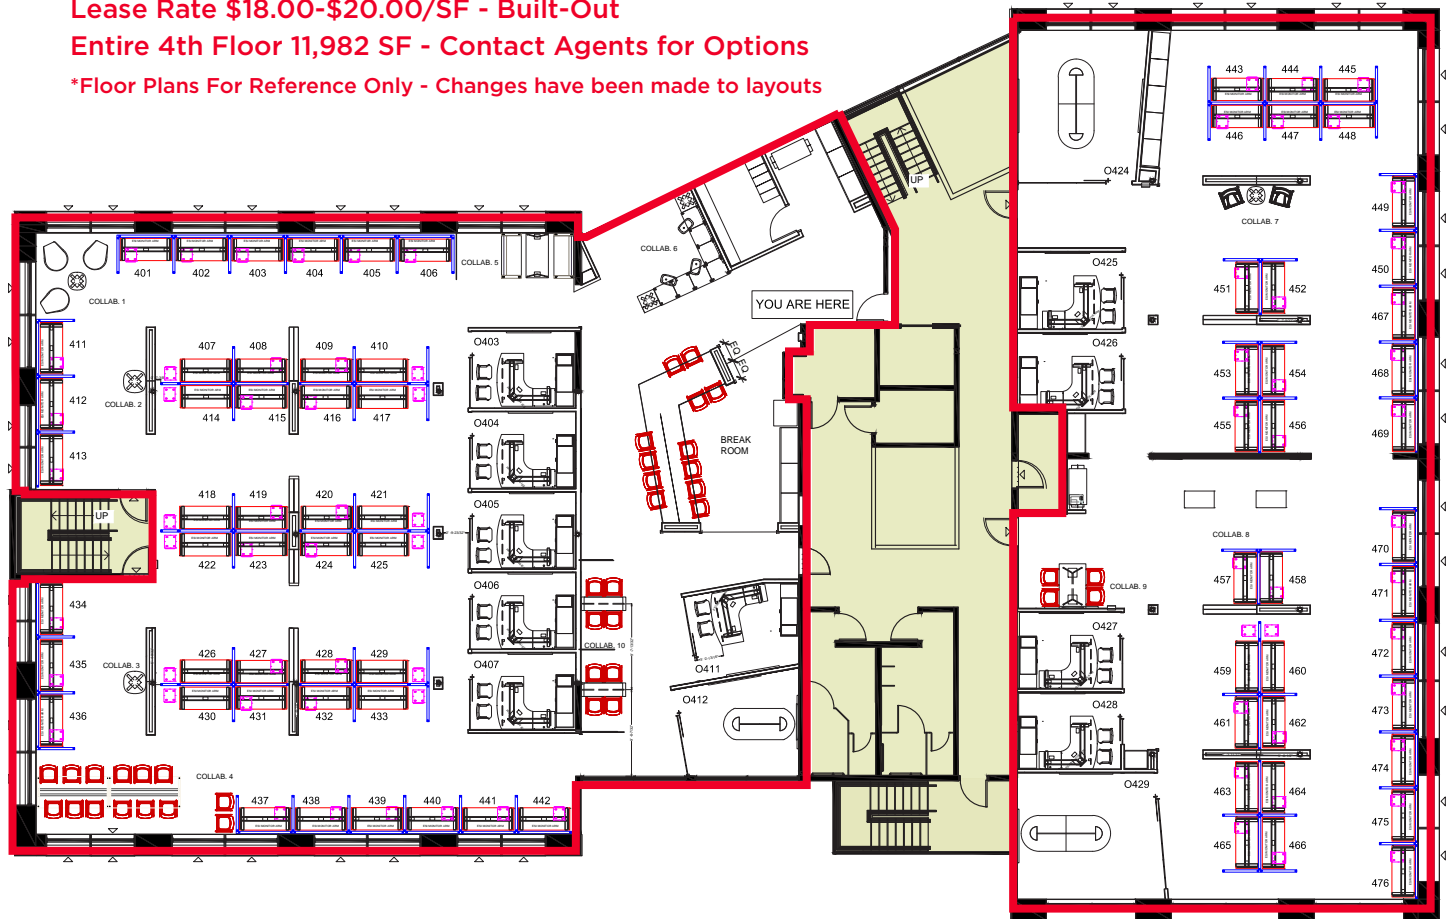 Lease Rate $18.00-$20.00/SF - Built-Out
Entire 4th Floor 11,982 SF - Contact Agents for Options
*Floor Plans For Reference Only - Changes have been made to layouts
443 444 445
446 447 448
O424
UP
COLLAB. 7
449
COLLAB. 6
COLLAB. 5
401 402 403 404 405 406
O425
450
COLLAB. 1
451 452
YOU ARE HERE
467
411
407 408 409 410
O403
EQ
EQ
O426
468
412
453 454
COLLAB. 2
414 415 416 417
O404
455 456
469
413
BREAK
ROOM
418 419 420 421
O405
UP
COLLAB. 8
470
422 423 424 425
O406
457 458
COLLAB. 9
471
434
O427
435
426 427 428 429
COLLAB. 3
COLLAB. 10
O407
O411
472
459 460
436
430 431 432 433
O412
O428
461 462
473
COLLAB. 4
O429
474
463 464
437 438 439 440 441 442
475
465 466
476